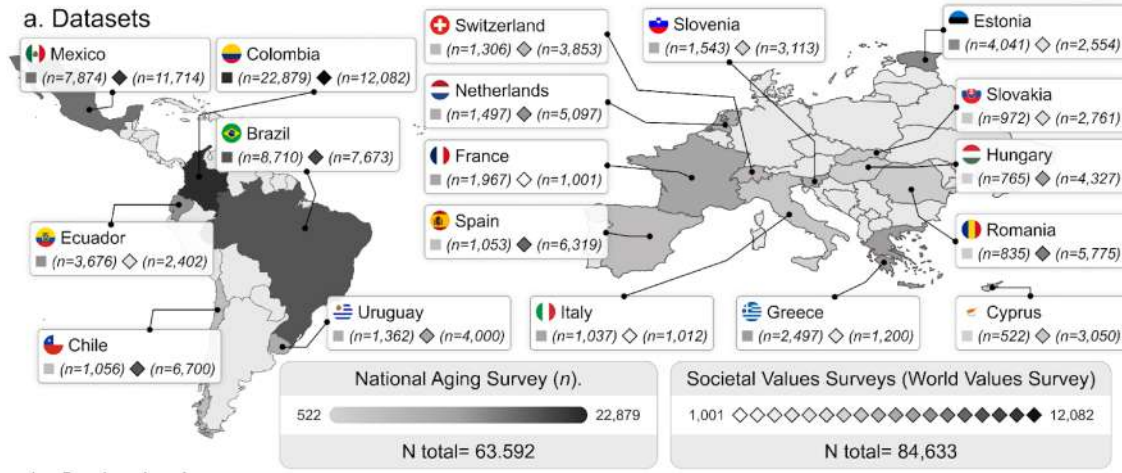 a. Datasets
Mexico
(n=7,874) (n=11,714)
Colombia
(n=22,879) (n=12,082)
Brazil
(n=8,710) (n=7,673)
Ecuador
(n=3,676) (n=2,402)
Chile
(n=1,056) (n=6,700)
Uruguay
(n=1,362) (n=4,000)
Switzerland
(n=1,306) (n=3,853)
Netherlands
(n=1,497) (n=5,097)
France
(n=1,967) (n=1,001)
Spain
(n=1,053) (n=6,319)
Slovenia
(n=1,543) (n=3,113)
Estonia
(n=4,041) (n=2,554)
Slovakia
(n=972) (n=2,761)
Hungary
(n=765) (n=4,327)
Romania
(n=835) (n=5,775)
Italy
(n=1,037) (n=1,012)
Greece
(n=2,497) (n=1,200)
Cyprus
(n=522) (n=3,050)
National Aging Survey (n).
522 22,879
N total= 63.592
Societal Values Surveys (World Values Survey)
1,001 12,082
N total= 84,633